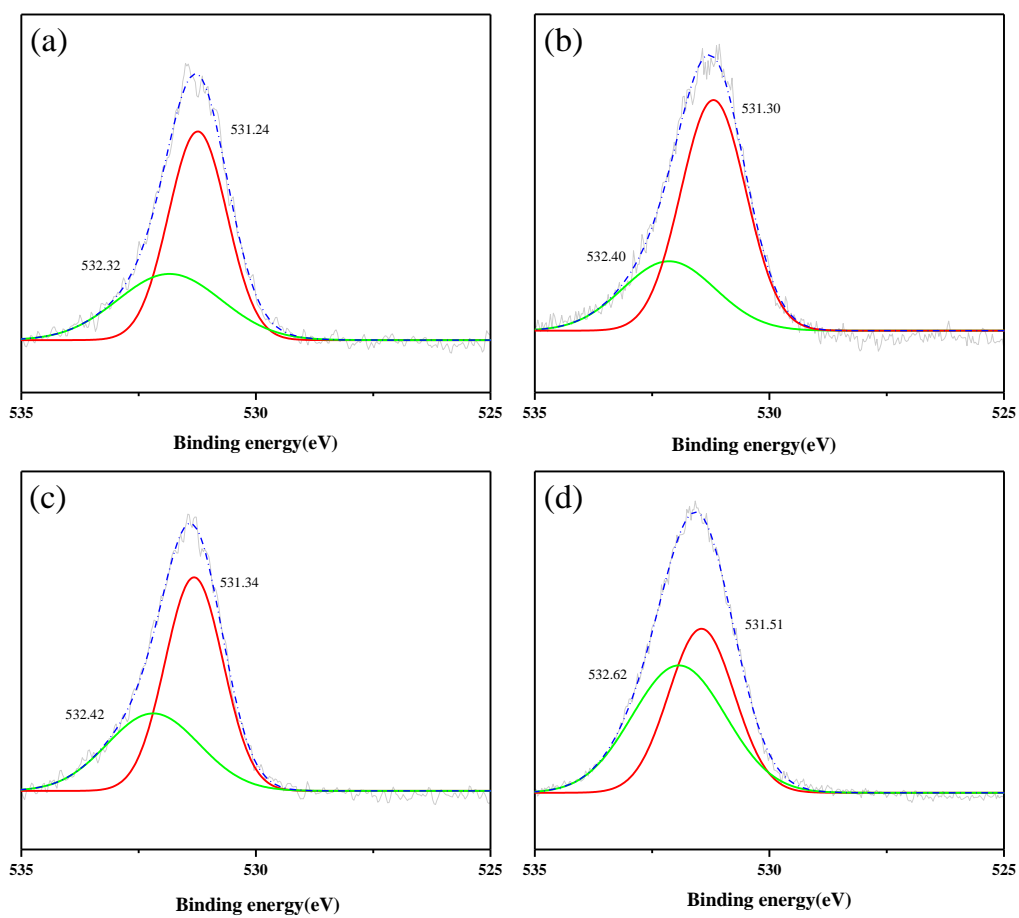 (a)
531.24
532.32
535 530 525
Binding energy(eV)
(b)
531.30
532.40
535 530 525
Binding energy(eV)
(c)
531.34
532.42
535 530 525
Binding energy(eV)
(d)
531.51
532.62
535 530 525
Binding energy(eV)